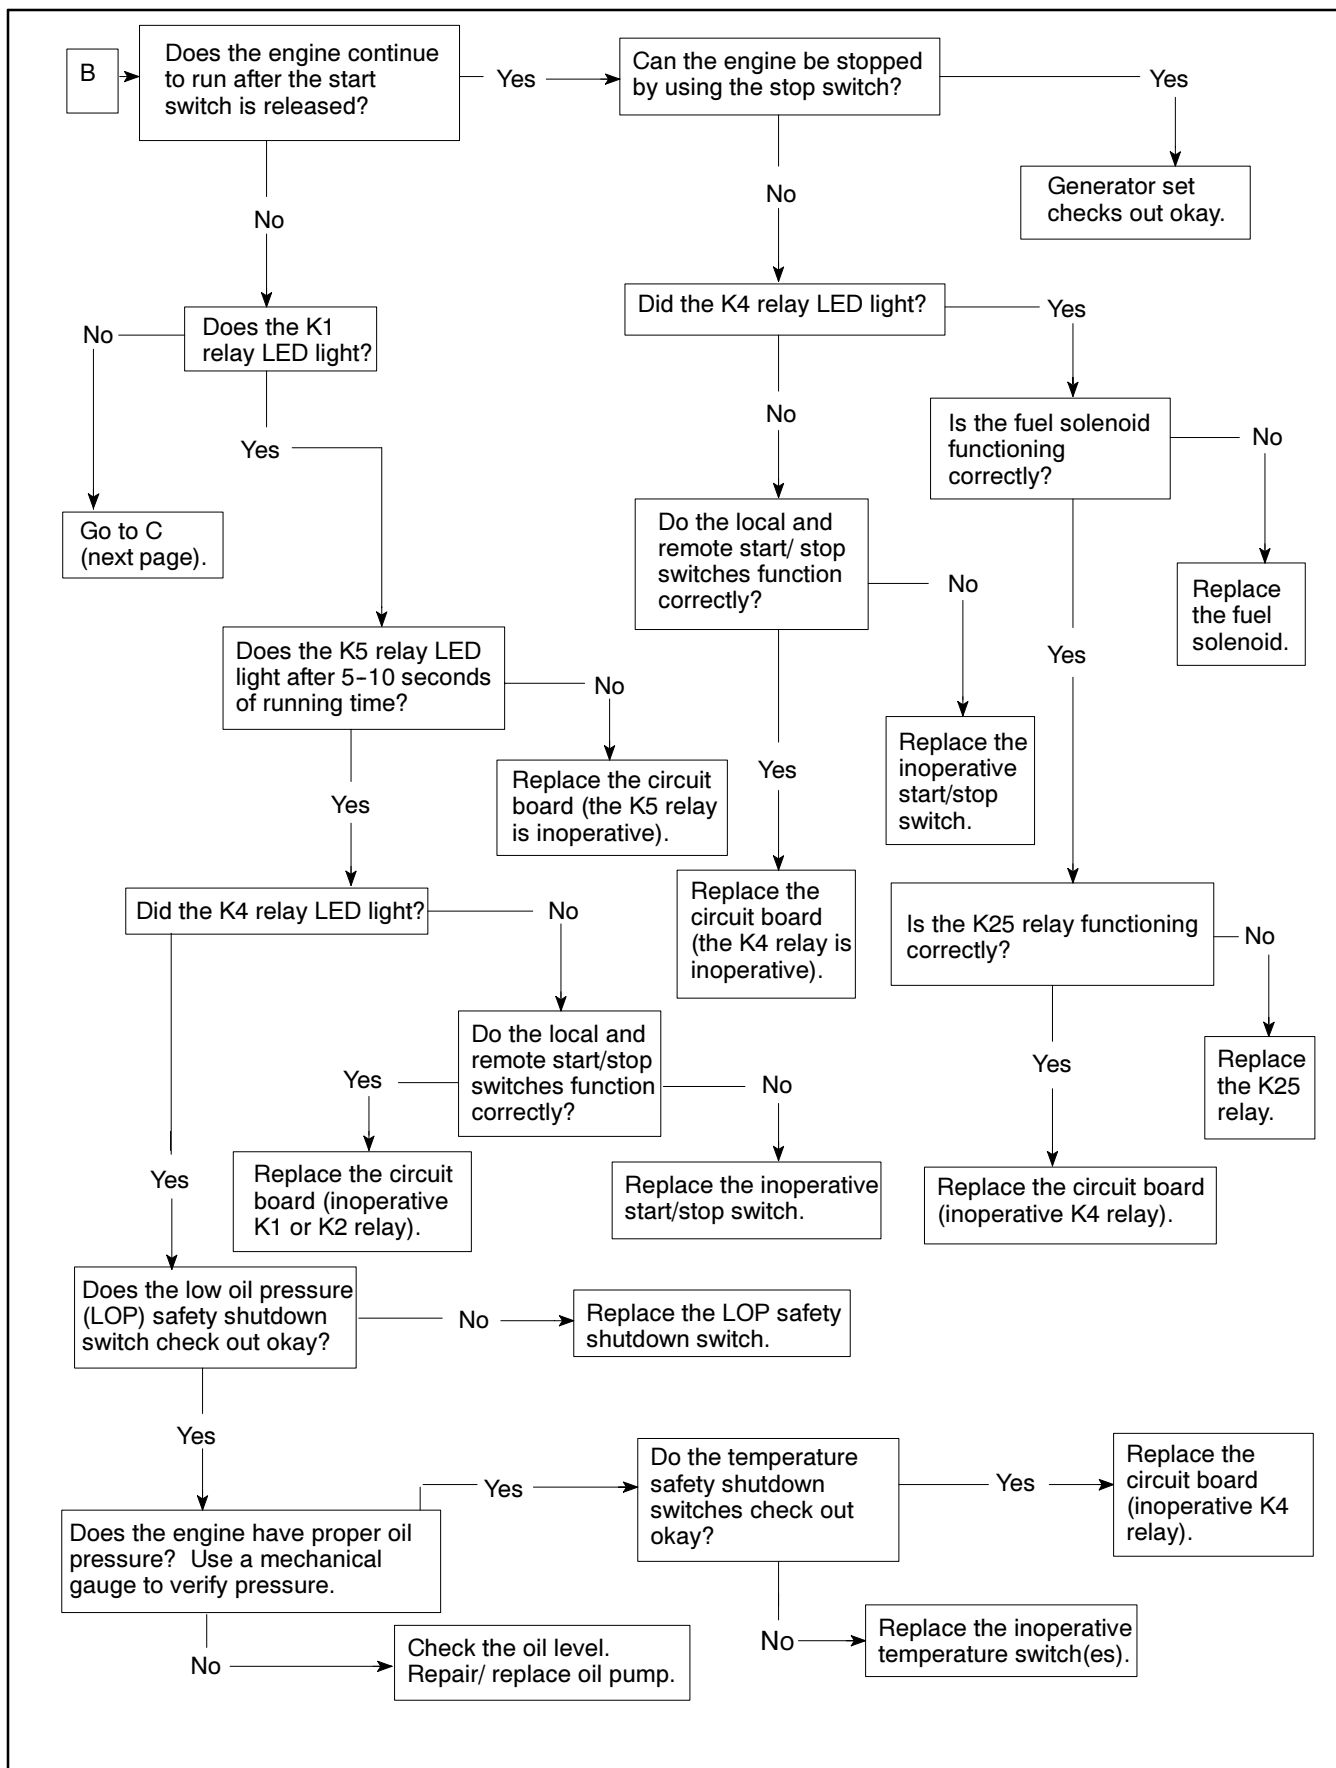 B
Does the engine continue
to run after the start
switch is released?
Yes
Can the engine be stopped
by using the stop switch?
Yes
Generator set
checks out okay.
No
No
Did the K4 relay LED light?
Yes
No
Does the K1
relay LED light?
Yes
Go to C
(next page).
No
Is the fuel solenoid
functioning
correctly?
No
Replace
the fuel
solenoid.
Do the local and
remote start/ stop
switches function
correctly?
No
Replace the
inoperative
start/stop
switch.
Yes
Does the K5 relay LED
light after 5-10 seconds
of running time?
No
Replace the circuit
board (the K5 relay
is inoperative).
Yes
Yes
Replace the
circuit board
(the K4 relay is
inoperative).
Did the K4 relay LED light?
No
Is the K25 relay functioning
correctly?
No
Replace
the K25
relay.
Yes
Replace the circuit board
(inoperative K4 relay).
Do the local and
remote start/stop
switches function
correctly?
Yes
No
Replace the circuit
board (inoperative
K1 or K2 relay).
Replace the inoperative
start/stop switch.
Yes
Does the low oil pressure
(LOP) safety shutdown
switch check out okay?
No
Replace the LOP safety
shutdown switch.
Yes
Does the engine have proper oil
pressure? Use a mechanical
gauge to verify pressure.
Yes
Do the temperature
safety shutdown
switches check out
okay?
Yes
Replace the
circuit board
(inoperative K4
relay).
No
Replace the inoperative
temperature switch(es).
No
Check the oil level.
Repair/ replace oil pump.